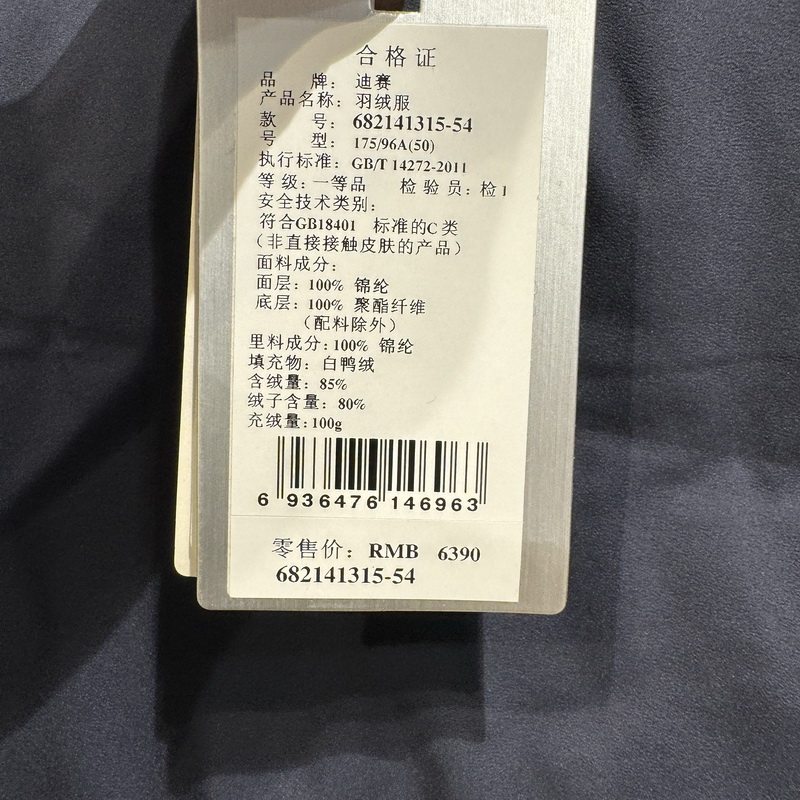 合格证
品 牌：迪赛
产品名称：羽绒服
款 号：682141315-54
号 型：175/96A(50)
执行标准：GB/T 14272-2011
等 级：一等品 检 验 员：检1
安全技术类别：
符合GB18401 标准的C类
（非直接接触皮肤的产品）
面料成分：
面层：100% 锦纶
底层：100% 聚酯纤维
（配料除外）
里料成分：100% 锦纶
填充物：白鸭绒
含绒量：85%
绒子含量：80%
充绒量：100g
6 936476 146963
零售价：RMB 6390
682141315-54